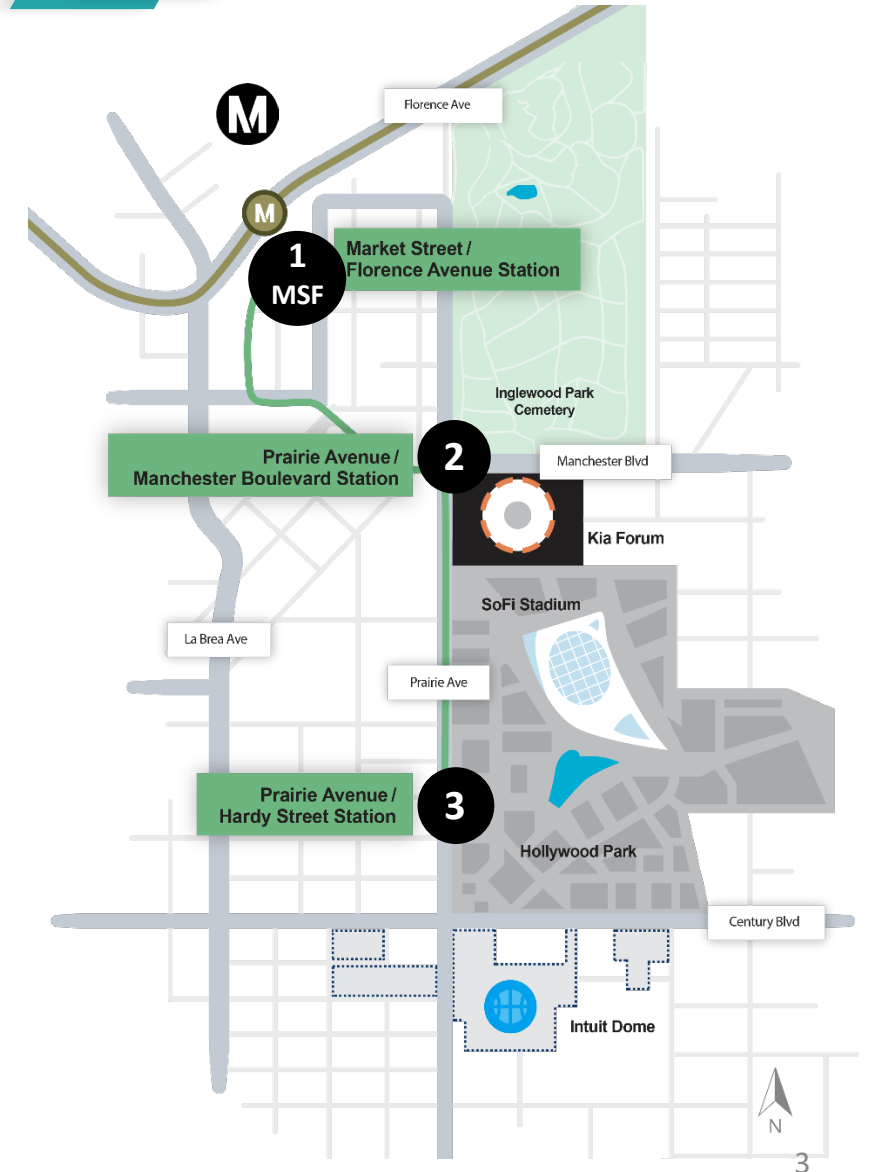 Florence Ave
M
M
1
MSF
Market Street /
Florence Avenue Station
Inglewood Park
Cemetery
Prairie Avenue /
Manchester Boulevard Station
2
Manchester Blvd
Kia Forum
SoFi Stadium
La Brea Ave
Prairie Ave
Prairie Avenue /
Hardy Street Station
3
Hollywood Park
Century Blvd
Intuit Dome
N
3